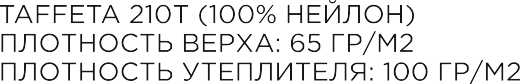 TAFFETA 210T (100% НЕЙЛОН)
ПЛОТНОСТЬ ВЕРХА: 65 ГР/М2
ПЛОТНОСТЬ УТЕПЛИТЕЛЯ: 100 ГР/М2